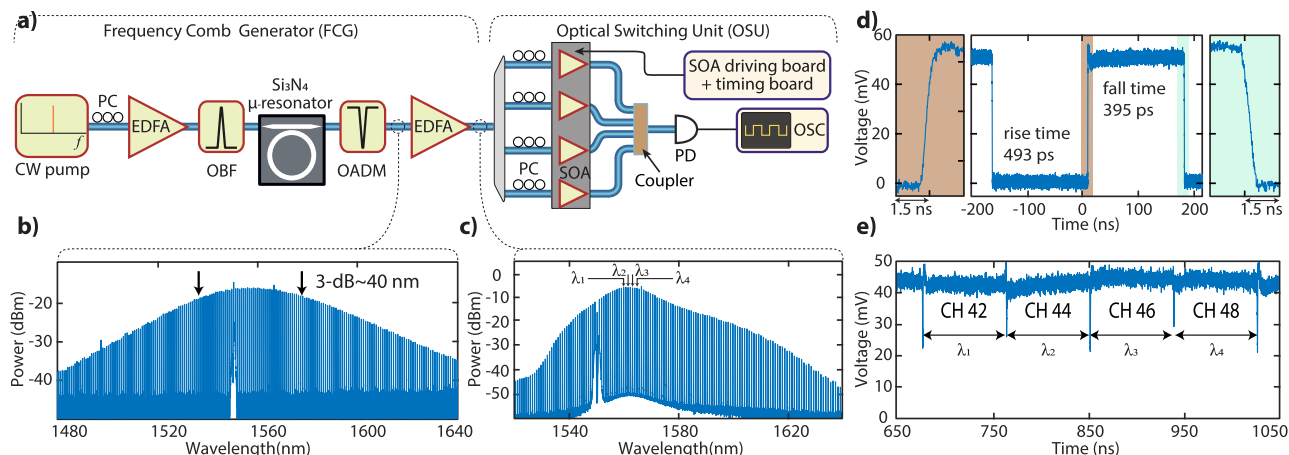 a)
Frequency Comb Generator (FCG)
Optical Switching Unit (OSU)
PC
f
CW pump
EDFA
OBF
Si₃N₄
μ-resonator
OADM
EDFA
PC
SOA
SOA driving board
+ timing board
Coupler
PD
OSC
b)
3-dB~40 nm
Power (dBm)
-20
-30
-40
1480
1520
1560
1600
1640
Wavelength(nm)
c)
λ₁
λ₂
λ₃
λ₄
Power (dBm)
0
-10
-30
-50
1540
1580
1620
Wavelength(nm)
d)
Voltage (mV)
60
40
20
0
1.5 ns
rise time
493 ps
fall time
395 ps
-200
-100
0
100
200
Time (ns)
1.5 ns
e)
Voltage (mV)
50
40
30
20
10
0
CH 42
CH 44
CH 46
CH 48
λ₁
λ₂
λ₃
λ₄
650
750
850
950
1050
Time (ns)